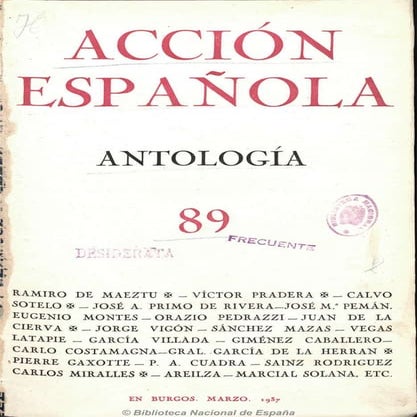 ACCIÓN
ESPAÑOLA
ANTOLOGÍA
89
DESIDERATA
FRECUENTE
BIBLIOTECA NACIONAL
RAMIRO DE MAEZTU ✠ — VÍCTOR PRADERA ✠ — CALVO
SOTELO ✠ — JOSÉ A. PRIMO DE RIVERA—JOSÉ M.ª PEMÁN.
EUGENIO MONTES — ORAZIO PEDRAZZI — JUAN DE LA
CIERVA ✠ — JORGE VIGÓN — SÁNCHEZ MAZAS — VEGAS
LATAPIE — GARCÍA VILLADA — GIMÉNEZ CABALLERO—
CARLO COSTAMAGNA—GRAL. GARCÍA DE LA HERRAN ✠
PIERRE GAXOTTE — P. A. CUADRA — SAINZ RODRIGUEZ
CARLOS MIRALLES ✠ — AREILZA — MARCIAL SOLANA, ETC.
EN BURGOS. MARZO. 1937
© Biblioteca Nacional de España